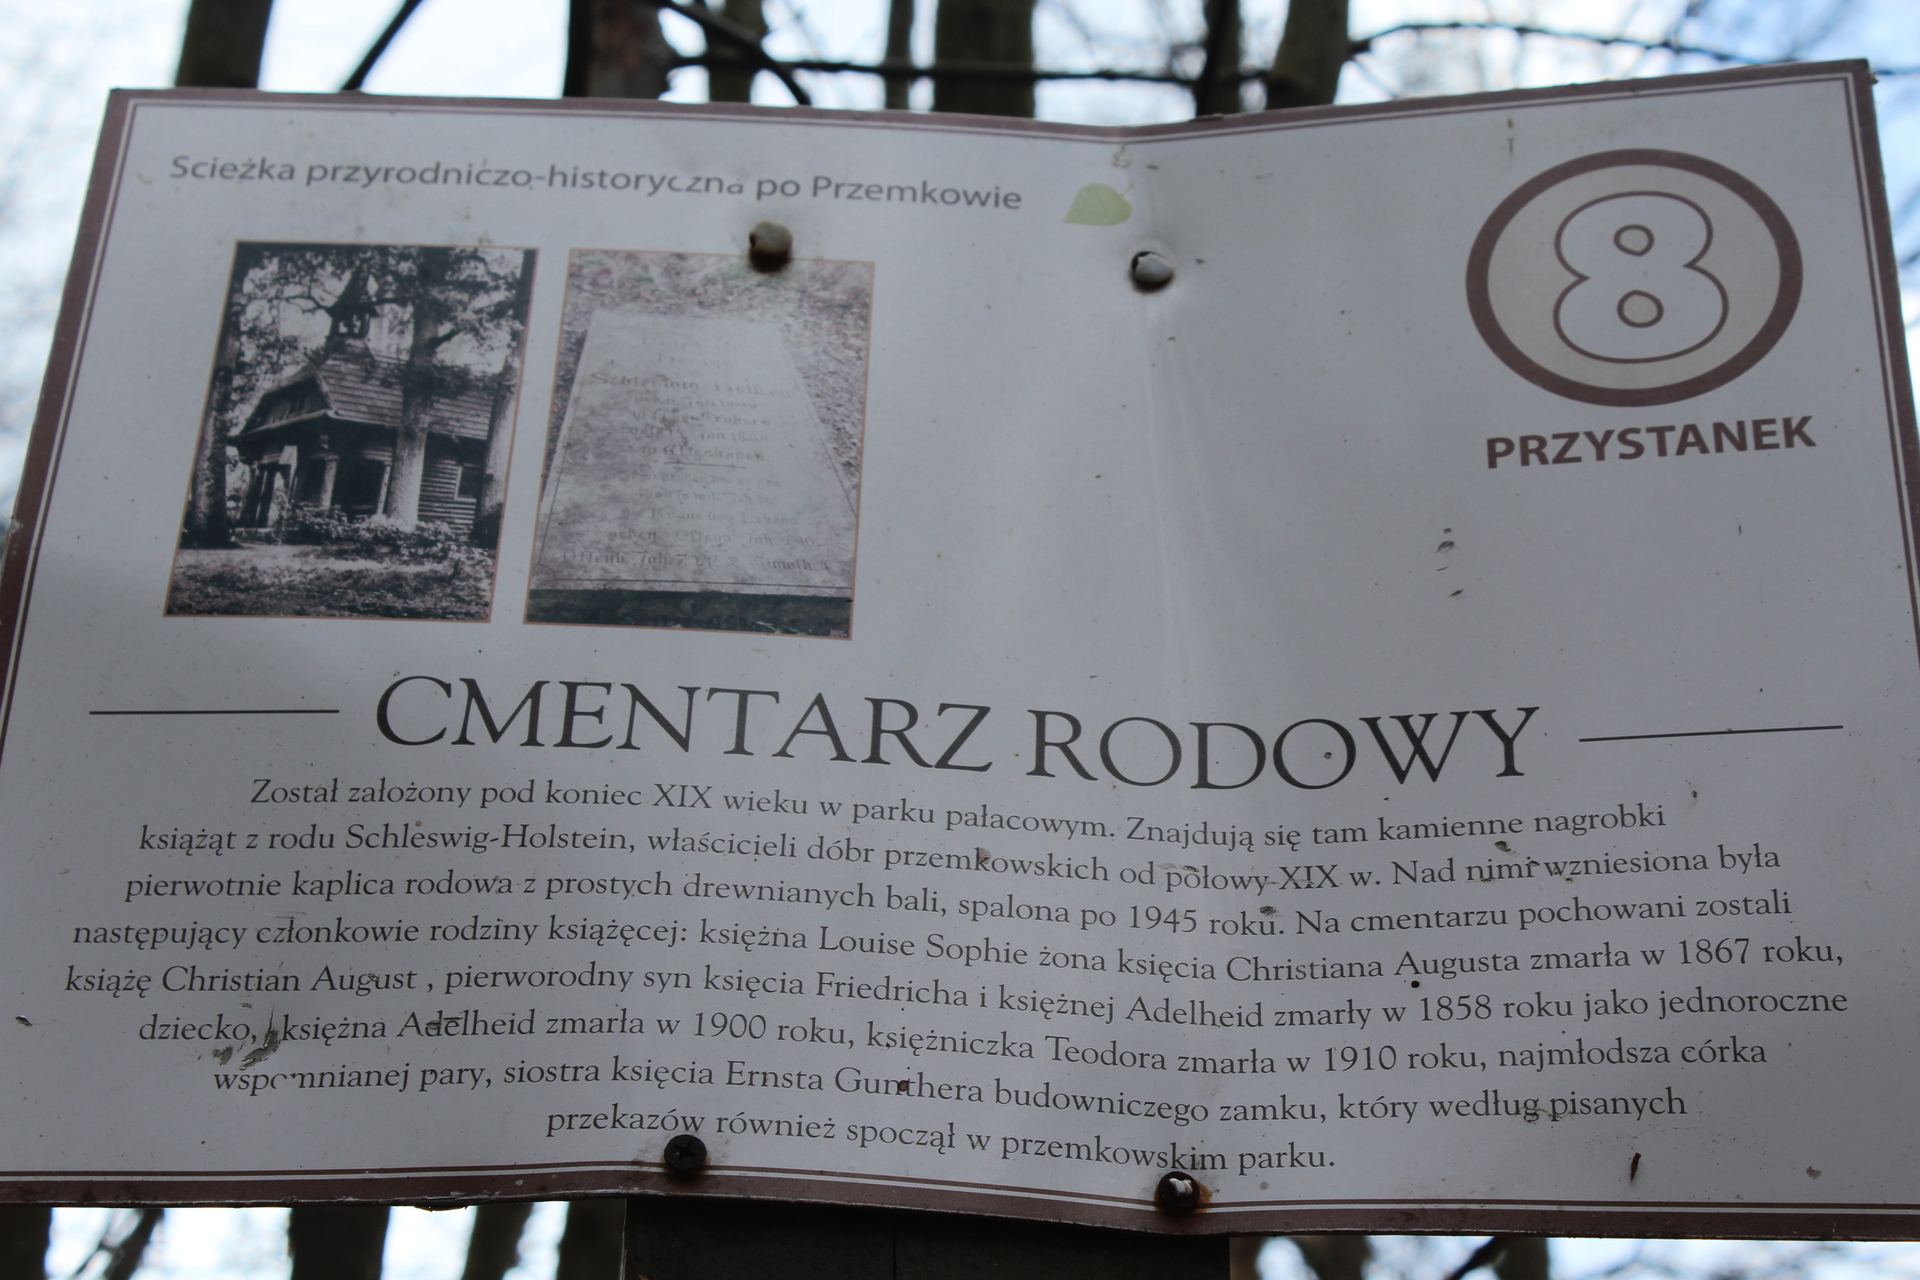 Scieżka przyrodniczo-historyczna po Przemkowie
8
PRZYSTANEK
CMENTARZ RODOWY
Został założony pod koniec XIX wieku w parku pałacowym. Znajdują się tam kamienne nagrobki
książąt z rodu Schleswig-Holstein, właścicieli dóbr przemkowskich od połowy XIX w. Nad nimi wzniesiona była
pierwotnie kaplica rodowa z prostych drewnianych bali, spalona po 1945 roku. Na cmentarzu pochowani zostali
następujący członkowie rodziny książęcej: księżna Louise Sophie żona księcia Christiana Augusta zmarła w 1867 roku,
książę Christian August , pierworodny syn księcia Friedricha i księżnej Adelheid zmarły w 1858 roku jako jednoroczne
dziecko, księżna Adelheid zmarła w 1900 roku, księżniczka Teodora zmarła w 1910 roku, najmłodsza córka
wspomnianej pary, siostra księcia Ernsta Gunthera budowniczego zamku, który według pisanych
przekazów również spoczął w przemkowskim parku.